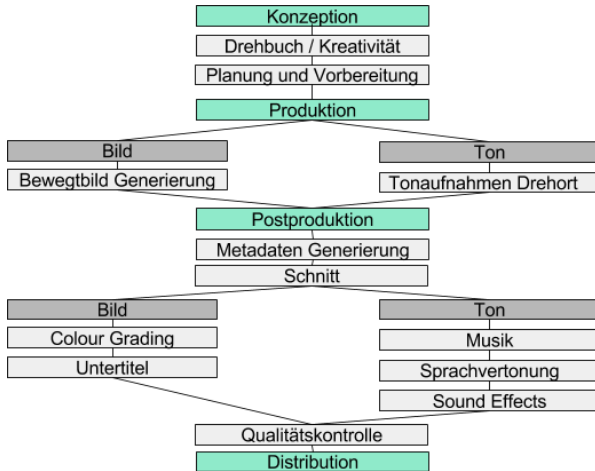 Konzeption
Drehbuch / Kreativität
Planung und Vorbereitung
Produktion
Bild
Ton
Bewegtbild Generierung
Tonaufnahmen Drehort
Postproduktion
Metadaten Generierung
Schnitt
Bild
Ton
Colour Grading
Musik
Untertitel
Sprachvertonung
Sound Effects
Qualitätskontrolle
Distribution